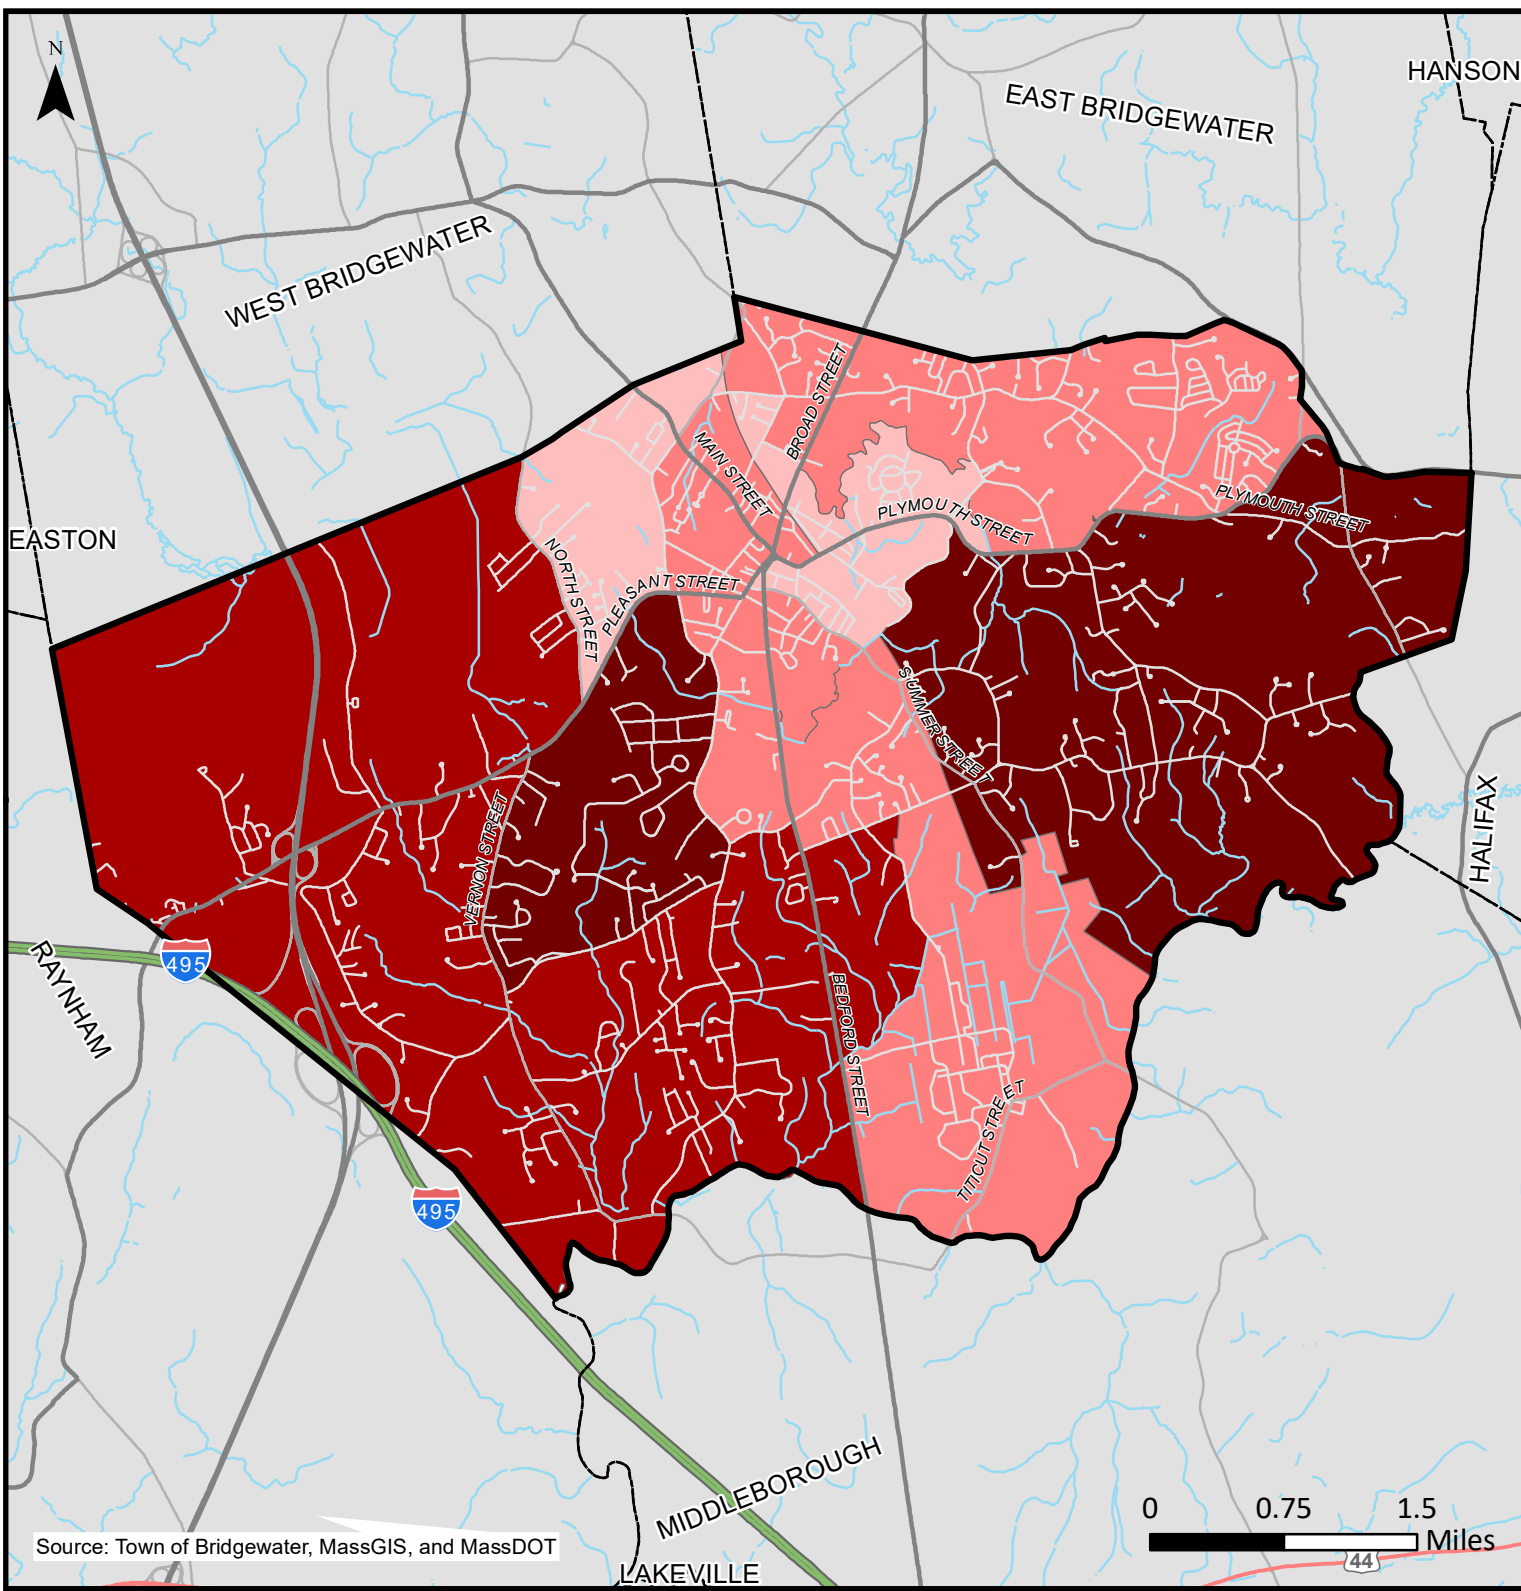 N
HANSON
EAST BRIDGEWATER
WEST BRIDGEWATER
BROAD STREET
MAIN STREET
PLYMOUTH STREET
PLYMOUTH STREET
EASTON
NORTH STREET
PLEASANT STREET
SUMMER STREET
VERNON STREET
HALIFAX
RAYNHAM
495
BEDFORD STREET
TITICUT STREET
495
MIDDLEBOROUGH
0 0.75 1.5
Miles
44
Source: Town of Bridgewater, MassGIS, and MassDOT
LAKEVILLE